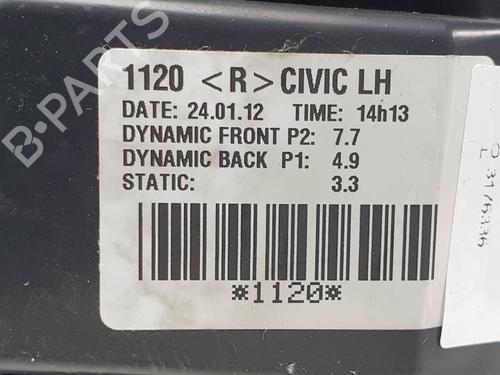 B-PARTS
1120 <R> CIVIC LH
DATE: 24.01.12 TIME: 14h13
DYNAMIC FRONT P2: 7.7
DYNAMIC BACK P1: 4.9
STATIC: 3.3
*1120*